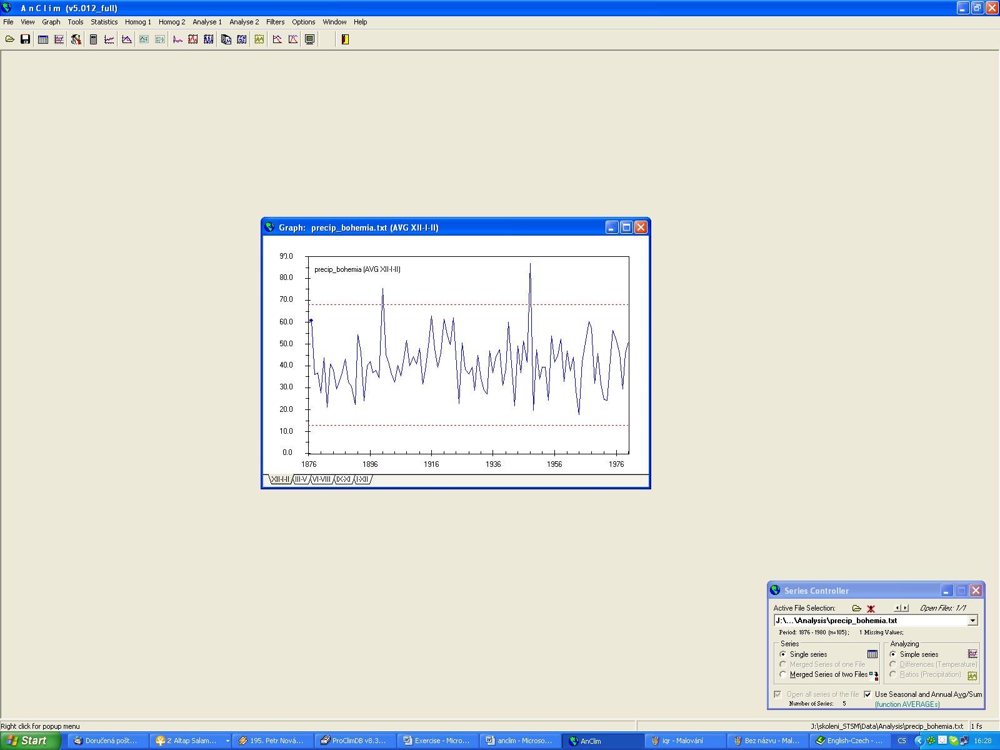 A n C l i m  (v5.012_full)
File View Graph Tools Statistics Homog 1 Homog 2 Analyse 1 Analyse 2 Filters Options Window Help
Graph:  precip_bohemia.txt (AVG XII-I-II)
90.0
precip_bohemia (AVG XII-I-II)
80.0
70.0
60.0
50.0
40.0
30.0
20.0
10.0
0.0
1876 1896 1916 1936 1956 1976
XII-I-II III-V VI-VIII IX-XI I-XII
Series Controller
Active File Selection: Open Files: 1/1
J:\...\Analysis\precip_bohemia.txt
Period: 1876 - 1980 (n=105); 1 Missing Values;
Series Analyzing
Single series Simple series
Merged Series of one File Differences (Temperature)
Merged Series of two Files Ratios (Precipitation)
Open all series of the file Use Seasonal and Annual Avg/Sum
Number of Series: 5 (function AVERAGEs)
Right click for popup menu J:\skoleni_STSM\Data\Analysis\precip_bohemia.txt 1 fs
Start Doručená pošt... 2 Altap Salam... 195. Petr Nová... ProClimDB v8.3... Exercise - Micro... anclim - Microso... AnClim iqr - Malování Bez názvu - Mal... English-Czech - ... CS 16:28